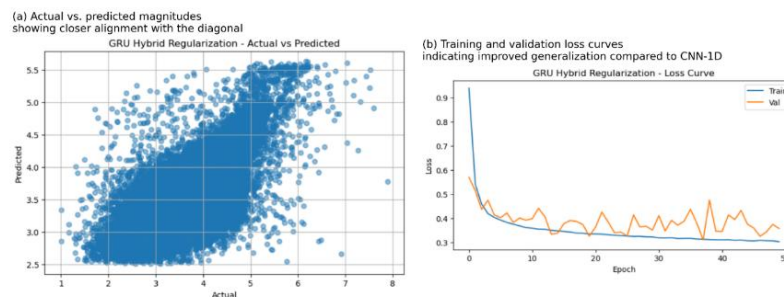 (a) Actual vs. predicted magnitudes
showing closer alignment with the diagonal
GRU Hybrid Regularization - Actual vs Predicted
5.5
5.0
4.5
4.0
3.5
3.0
2.5
Predicted
1 2 3 4 5 6 7 8
Actual
(b) Training and validation loss curves
indicating improved generalization compared to CNN-1D
GRU Hybrid Regularization - Loss Curve
Val
0.9
0.8
0.7
0.6
0.5
0.4
0.3
Loss
0 10 20 30 40
Epoch